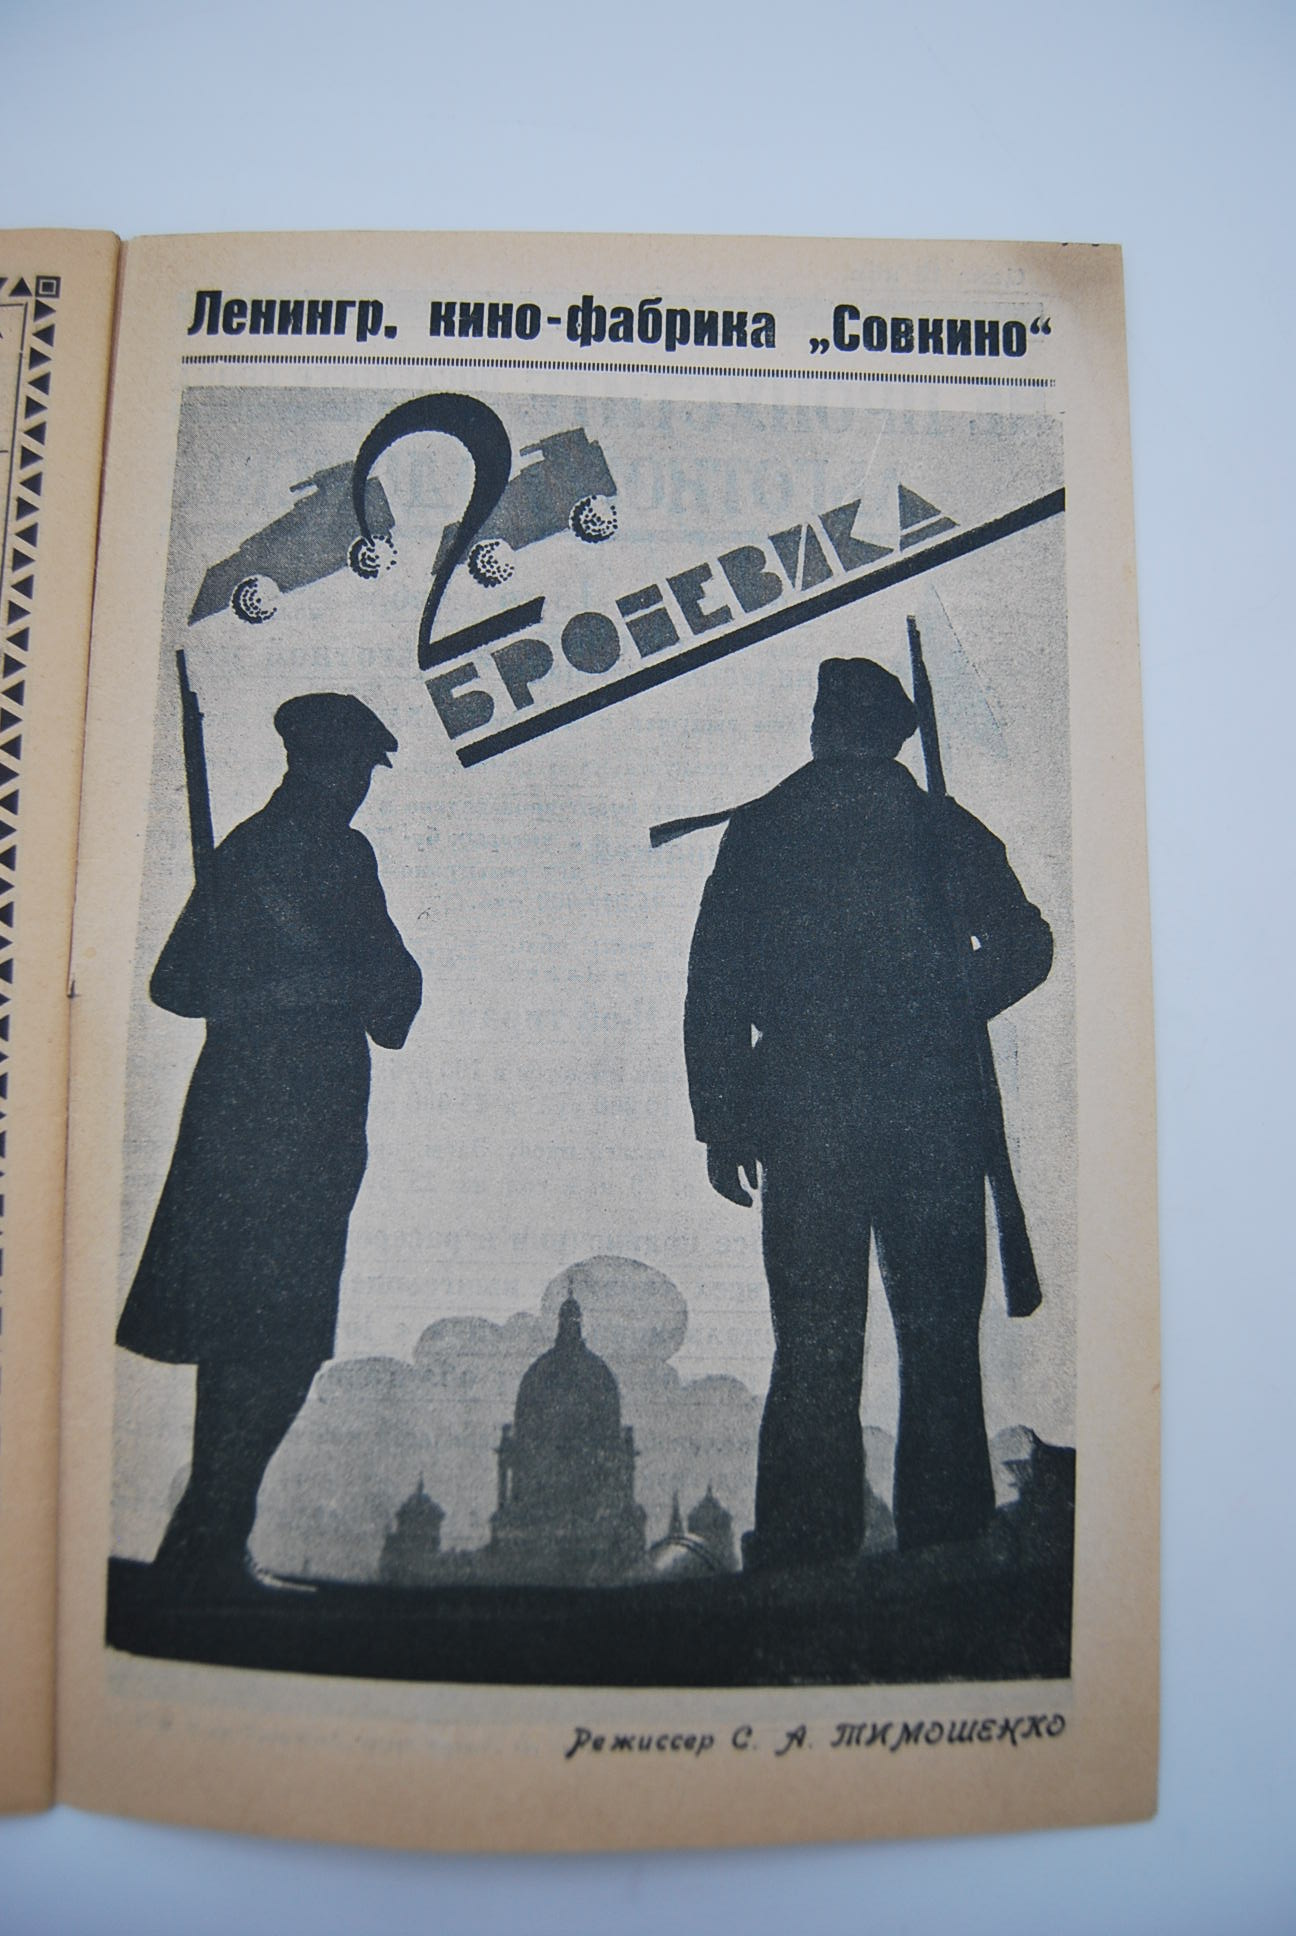 Ленингр. кино-фабрика „Совкино“
2
БРОНЕВИКА
Режиссер С. А. ТИМОШЕНКО